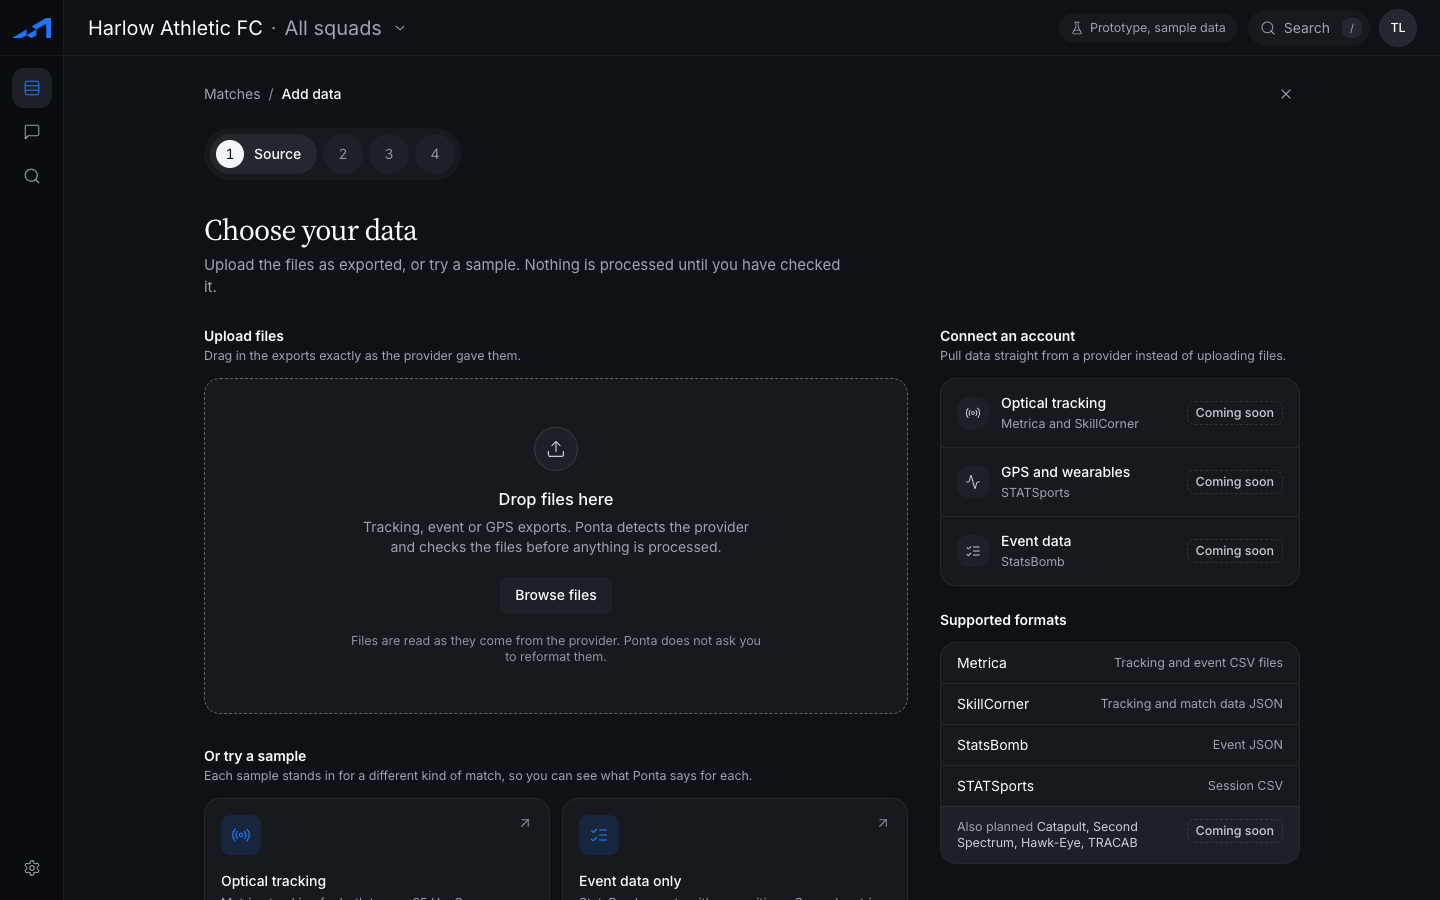 Harlow Athletic FC · All squads
Prototype, sample data
Search /
TL
Matches / Add data
1 Source 2 3 4
Choose your data
Upload the files as exported, or try a sample. Nothing is processed until you have checked
it.
Upload files
Drag in the exports exactly as the provider gave them.
Drop files here
Tracking, event or GPS exports. Ponta detects the provider
and checks the files before anything is processed.
Browse files
Files are read as they come from the provider. Ponta does not ask you
to reformat them.
Or try a sample
Each sample stands in for a different kind of match, so you can see what Ponta says for each.
Optical tracking
Event data only
Connect an account
Pull data straight from a provider instead of uploading files.
Optical tracking
Metrica and SkillCorner
Coming soon
GPS and wearables
STATSports
Coming soon
Event data
StatsBomb
Coming soon
Supported formats
Metrica Tracking and event CSV files
SkillCorner Tracking and match data JSON
StatsBomb Event JSON
STATSports Session CSV
Also planned Catapult, Second
Spectrum, Hawk-Eye, TRACAB
Coming soon